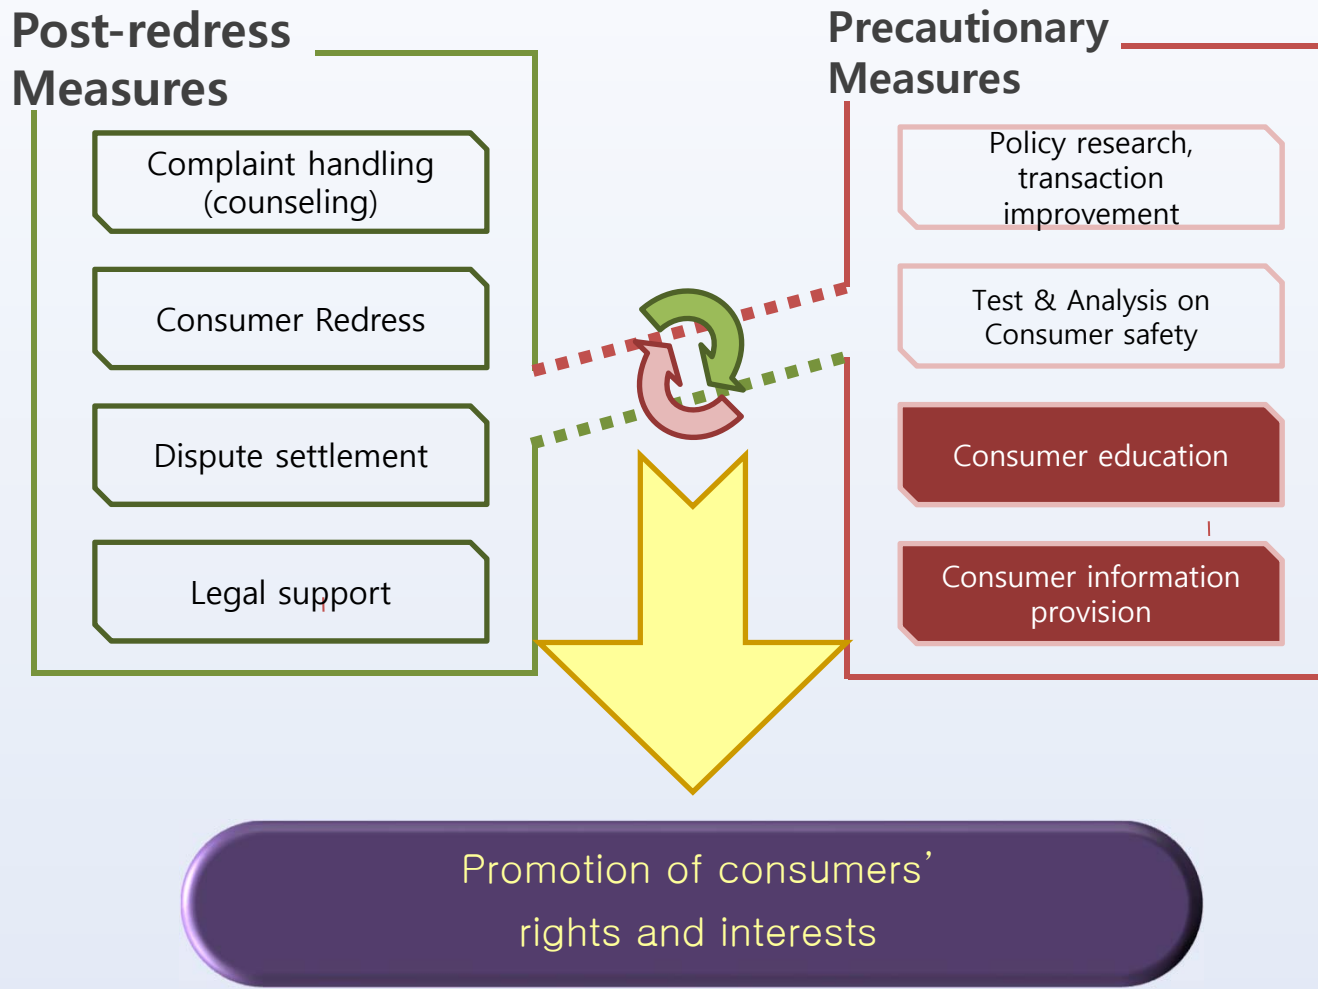 Post-redress
Measures
Complaint handling
(counseling)
Consumer Redress
Dispute settlement
Legal support
Precautionary
Measures
Policy research,
transaction
improvement
Test & Analysis on
Consumer safety
Consumer education
Consumer information
provision
Promotion of consumers’
rights and interests